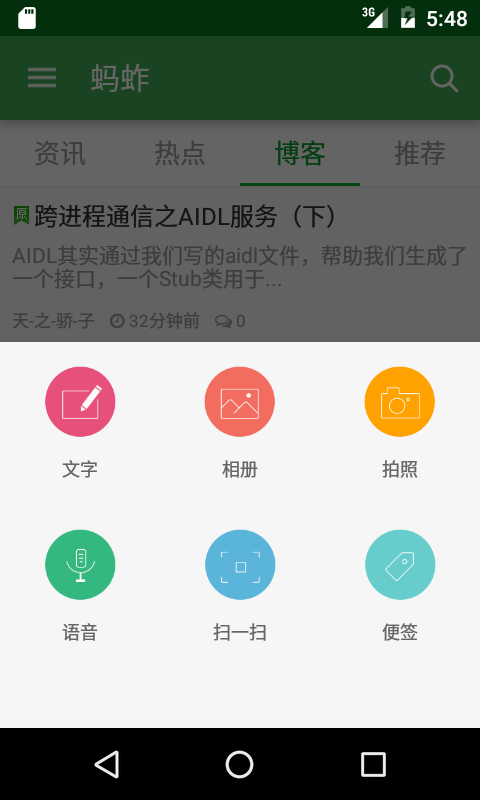 3G 5:48
蚂蚱
资讯 热点 博客 推荐
原 跨进程通信之AIDL服务（下）
AIDL其实通过我们写的aidl文件，帮助我们生成了
一个接口，一个Stub类用于...
天-之-骄-子 32分钟前 0
文字 相册 拍照
语音 扫一扫 便签